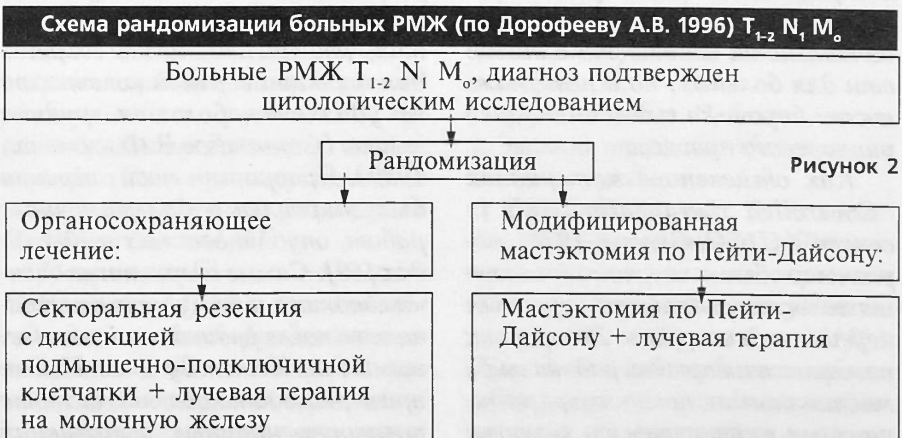 Схема рандомизации больных РМЖ (по Дорофееву А.В. 1996) T₁₋₂ N₁ Mₒ
Больные РМЖ T₁₋₂ N₁ Mₒ, диагноз подтвержден
цитологическим исследованием
Рандомизация
Рисунок 2
Органосохраняющее
лечение:
Модифицированная
мастэктомия по Пейти-Дайсону:
Секторальная резекция
с диссекцией
подмышечно-подключичной
клетчатки + лучевая терапия
на молочную железу
Мастэктомия по Пейти-
Дайсону + лучевая терапия